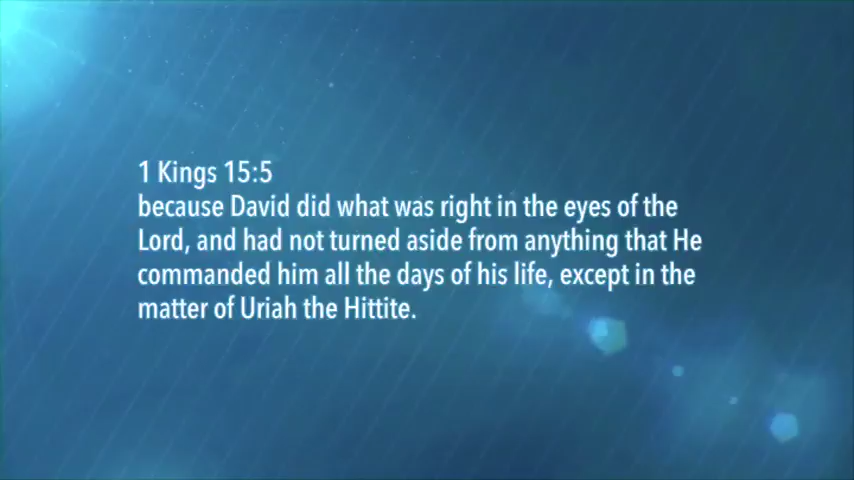 1 Kings 15:5
because David did what was right in the eyes of the
Lord, and had not turned aside from anything that He
commanded him all the days of his life, except in the
matter of Uriah the Hittite.